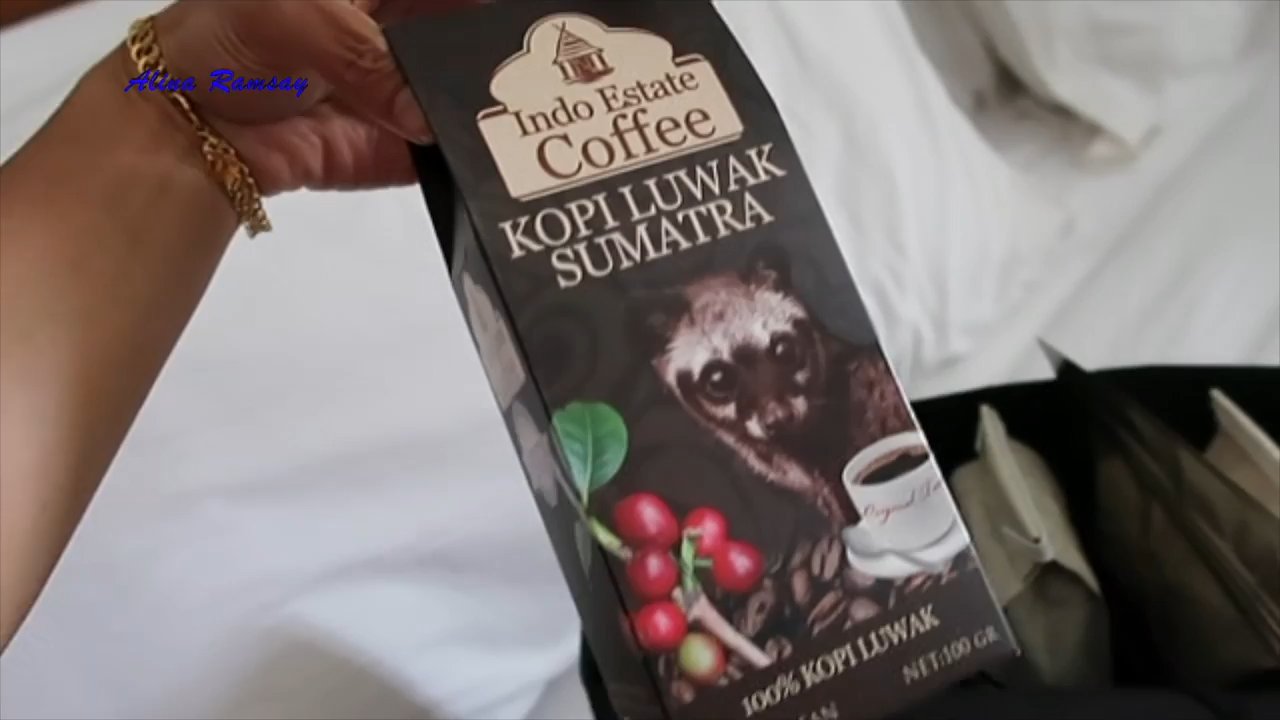 Alina Ramsay
Indo Estate
Coffee
KOPI LUWAK
SUMATRA
100% KOPI LUWAK
NET:100 GR